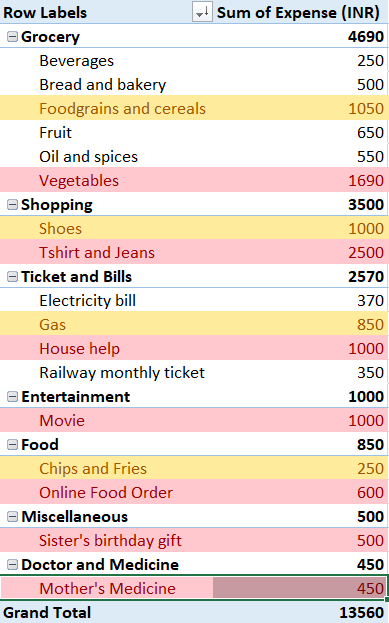 Row Labels Sum of Expense (INR)
Grocery 4690
Beverages 250
Bread and bakery 500
Foodgrains and cereals 1050
Fruit 650
Oil and spices 550
Vegetables 1690
Shopping 3500
Shoes 1000
Tshirt and Jeans 2500
Ticket and Bills 2570
Electricity bill 370
Gas 850
House help 1000
Railway monthly ticket 350
Entertainment 1000
Movie 1000
Food 850
Chips and Fries 250
Online Food Order 600
Miscellaneous 500
Sister's birthday gift 500
Doctor and Medicine 450
Mother's Medicine 450
Grand Total 13560